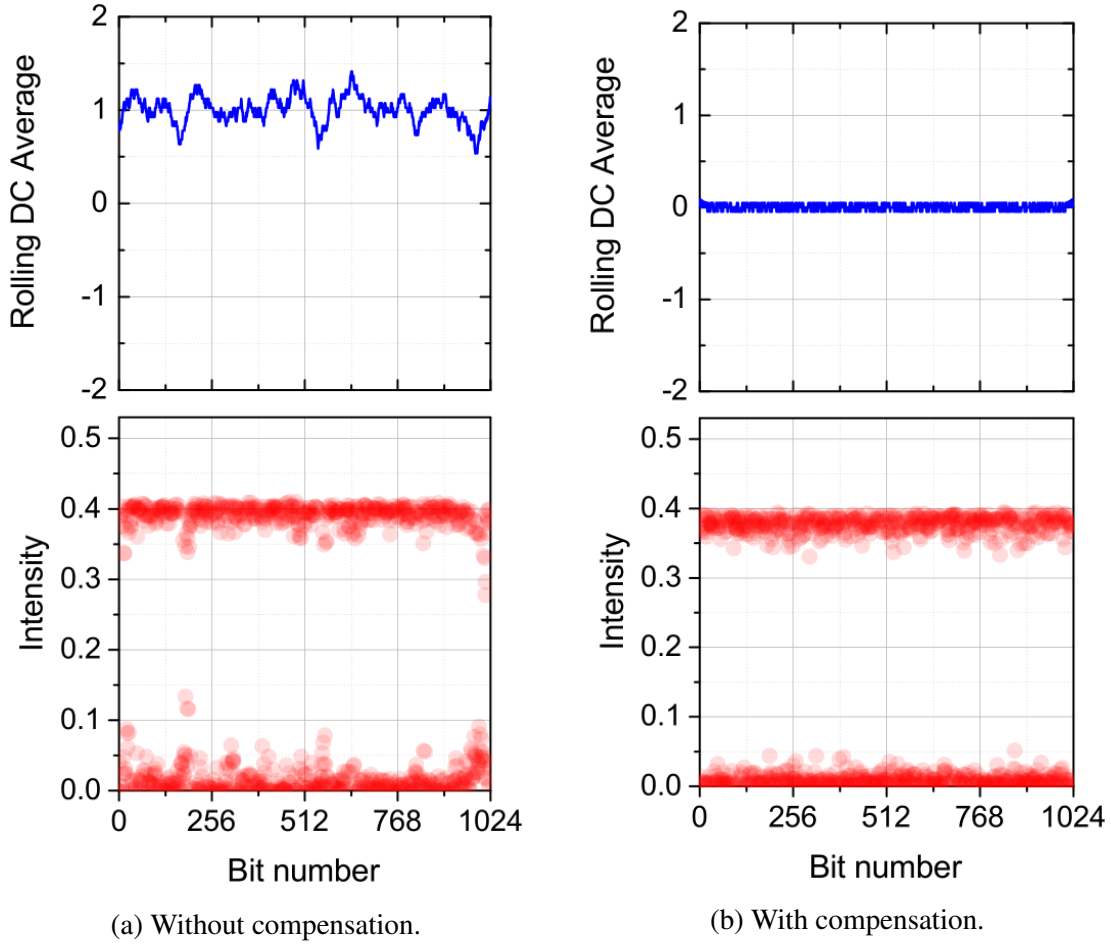 2
1
0
-1
-2
Rolling DC Average
0.5
0.4
0.3
0.2
0.1
0.0
Intensity
0 256 512 768 1024
Bit number
(a) Without compensation.
2
1
0
-1
-2
Rolling DC Average
0.5
0.4
0.3
0.2
0.1
0.0
Intensity
0 256 512 768 1024
Bit number
(b) With compensation.